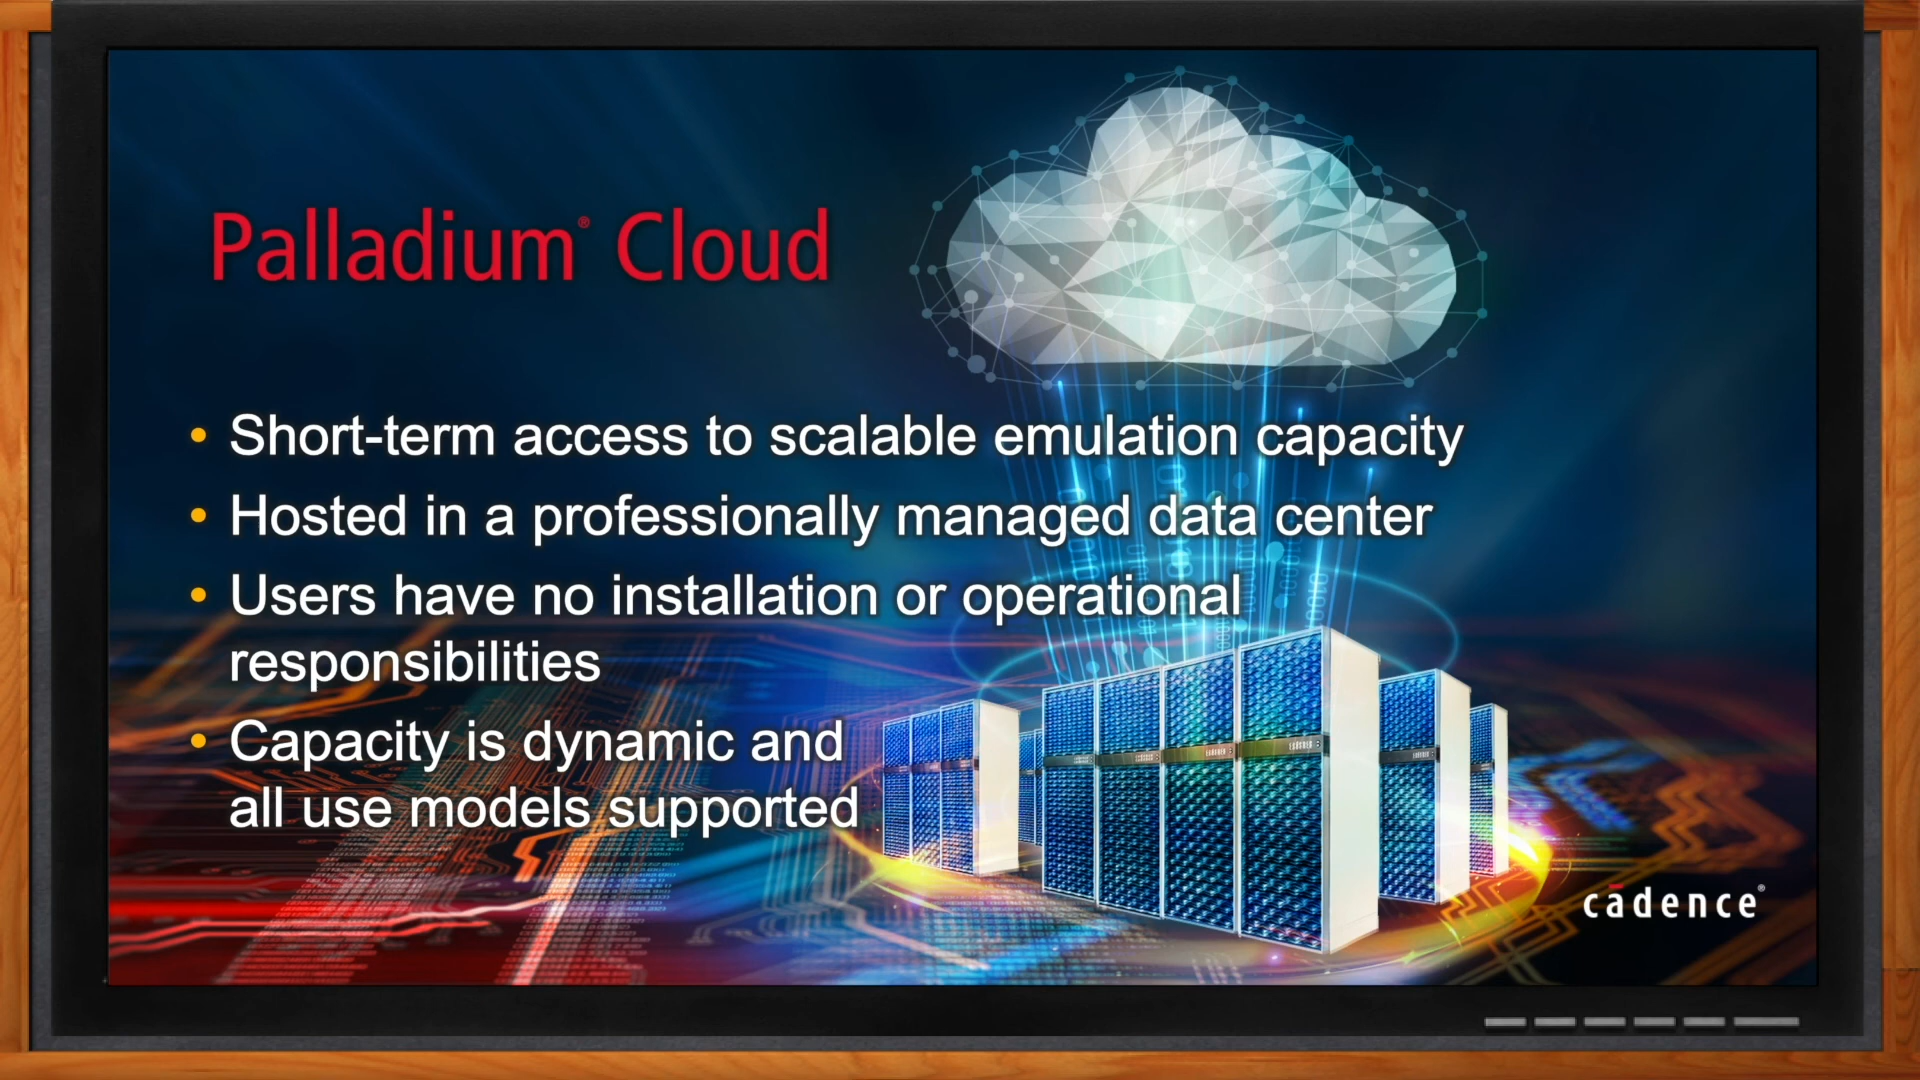 Palladium® Cloud
• Short-term access to scalable emulation capacity
• Hosted in a professionally managed data center
• Users have no installation or operational
responsibilities
• Capacity is dynamic and
all use models supported
cādence®